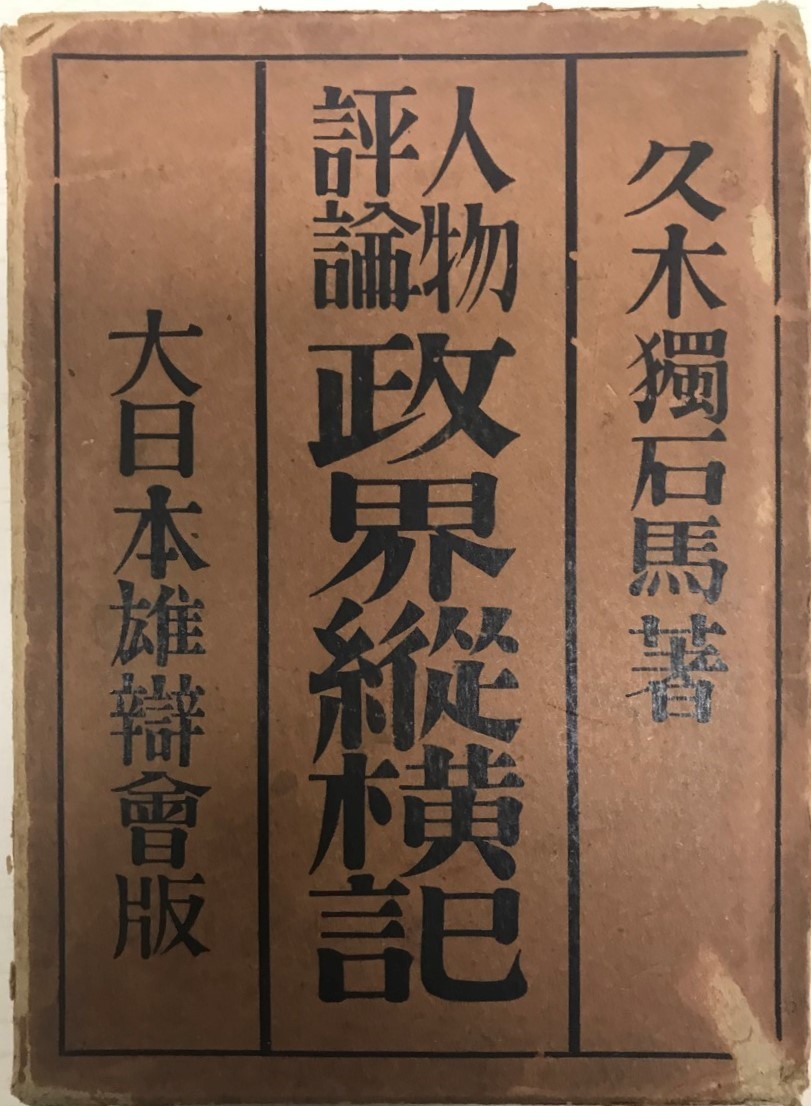 久木獨石馬著
人物評論 政界縱横記
大日本雄辯會版